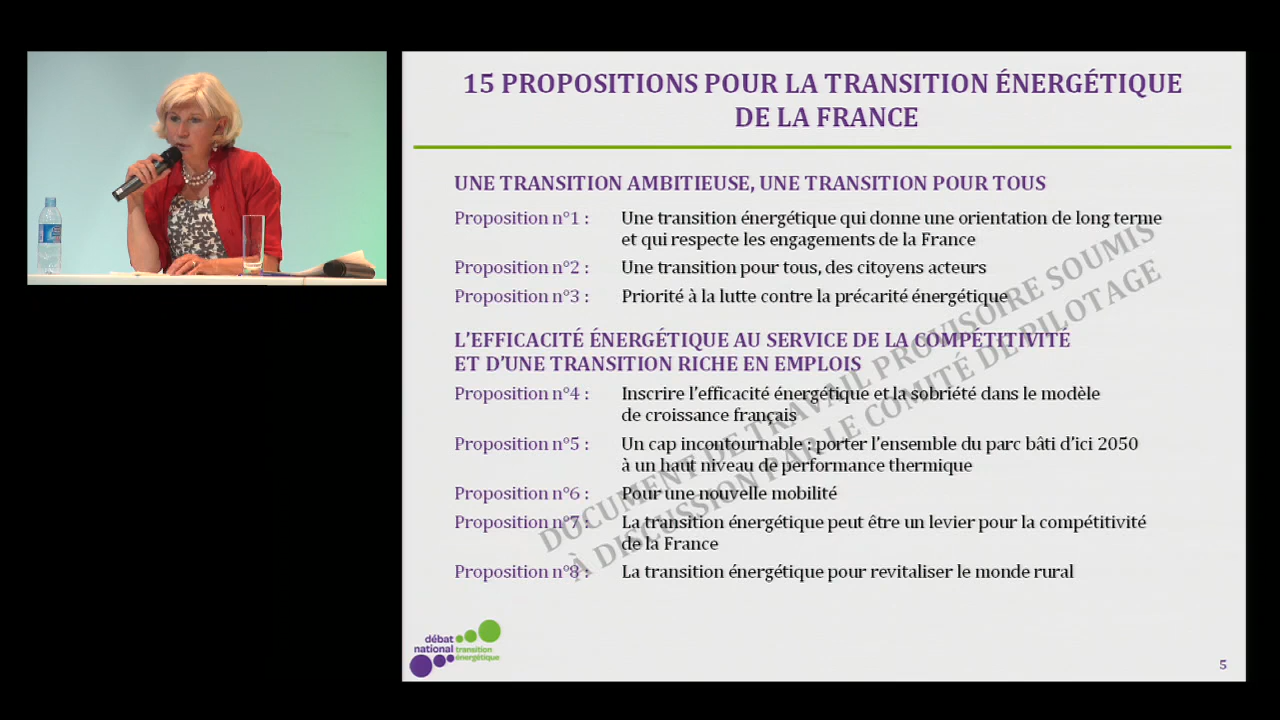 15 PROPOSITIONS POUR LA TRANSITION ÉNERGÉTIQUE
DE LA FRANCE
UNE TRANSITION AMBITIEUSE, UNE TRANSITION POUR TOUS
Proposition n°1 : Une transition énergétique qui donne une orientation de long terme
et qui respecte les engagements de la France
Proposition n°2 : Une transition pour tous, des citoyens acteurs
Proposition n°3 : Priorité à la lutte contre la précarité énergétique
L’EFFICACITÉ ÉNERGÉTIQUE AU SERVICE DE LA COMPÉTITIVITÉ
ET D’UNE TRANSITION RICHE EN EMPLOIS
Proposition n°4 : Inscrire l’efficacité énergétique et la sobriété dans le modèle
de croissance français
Proposition n°5 : Un cap incontournable : porter l’ensemble du parc bâti d’ici 2050
à un haut niveau de performance thermique
Proposition n°6 : Pour une nouvelle mobilité
Proposition n°7 : La transition énergétique peut être un levier pour la compétitivité
de la France
Proposition n°8 : La transition énergétique pour revitaliser le monde rural
DOCUMENT DE TRAVAIL PROVISOIRE SOUMIS
À DISCUSSION PAR LE COMITÉ DE PILOTAGE
débat
national transition
énergétique
5